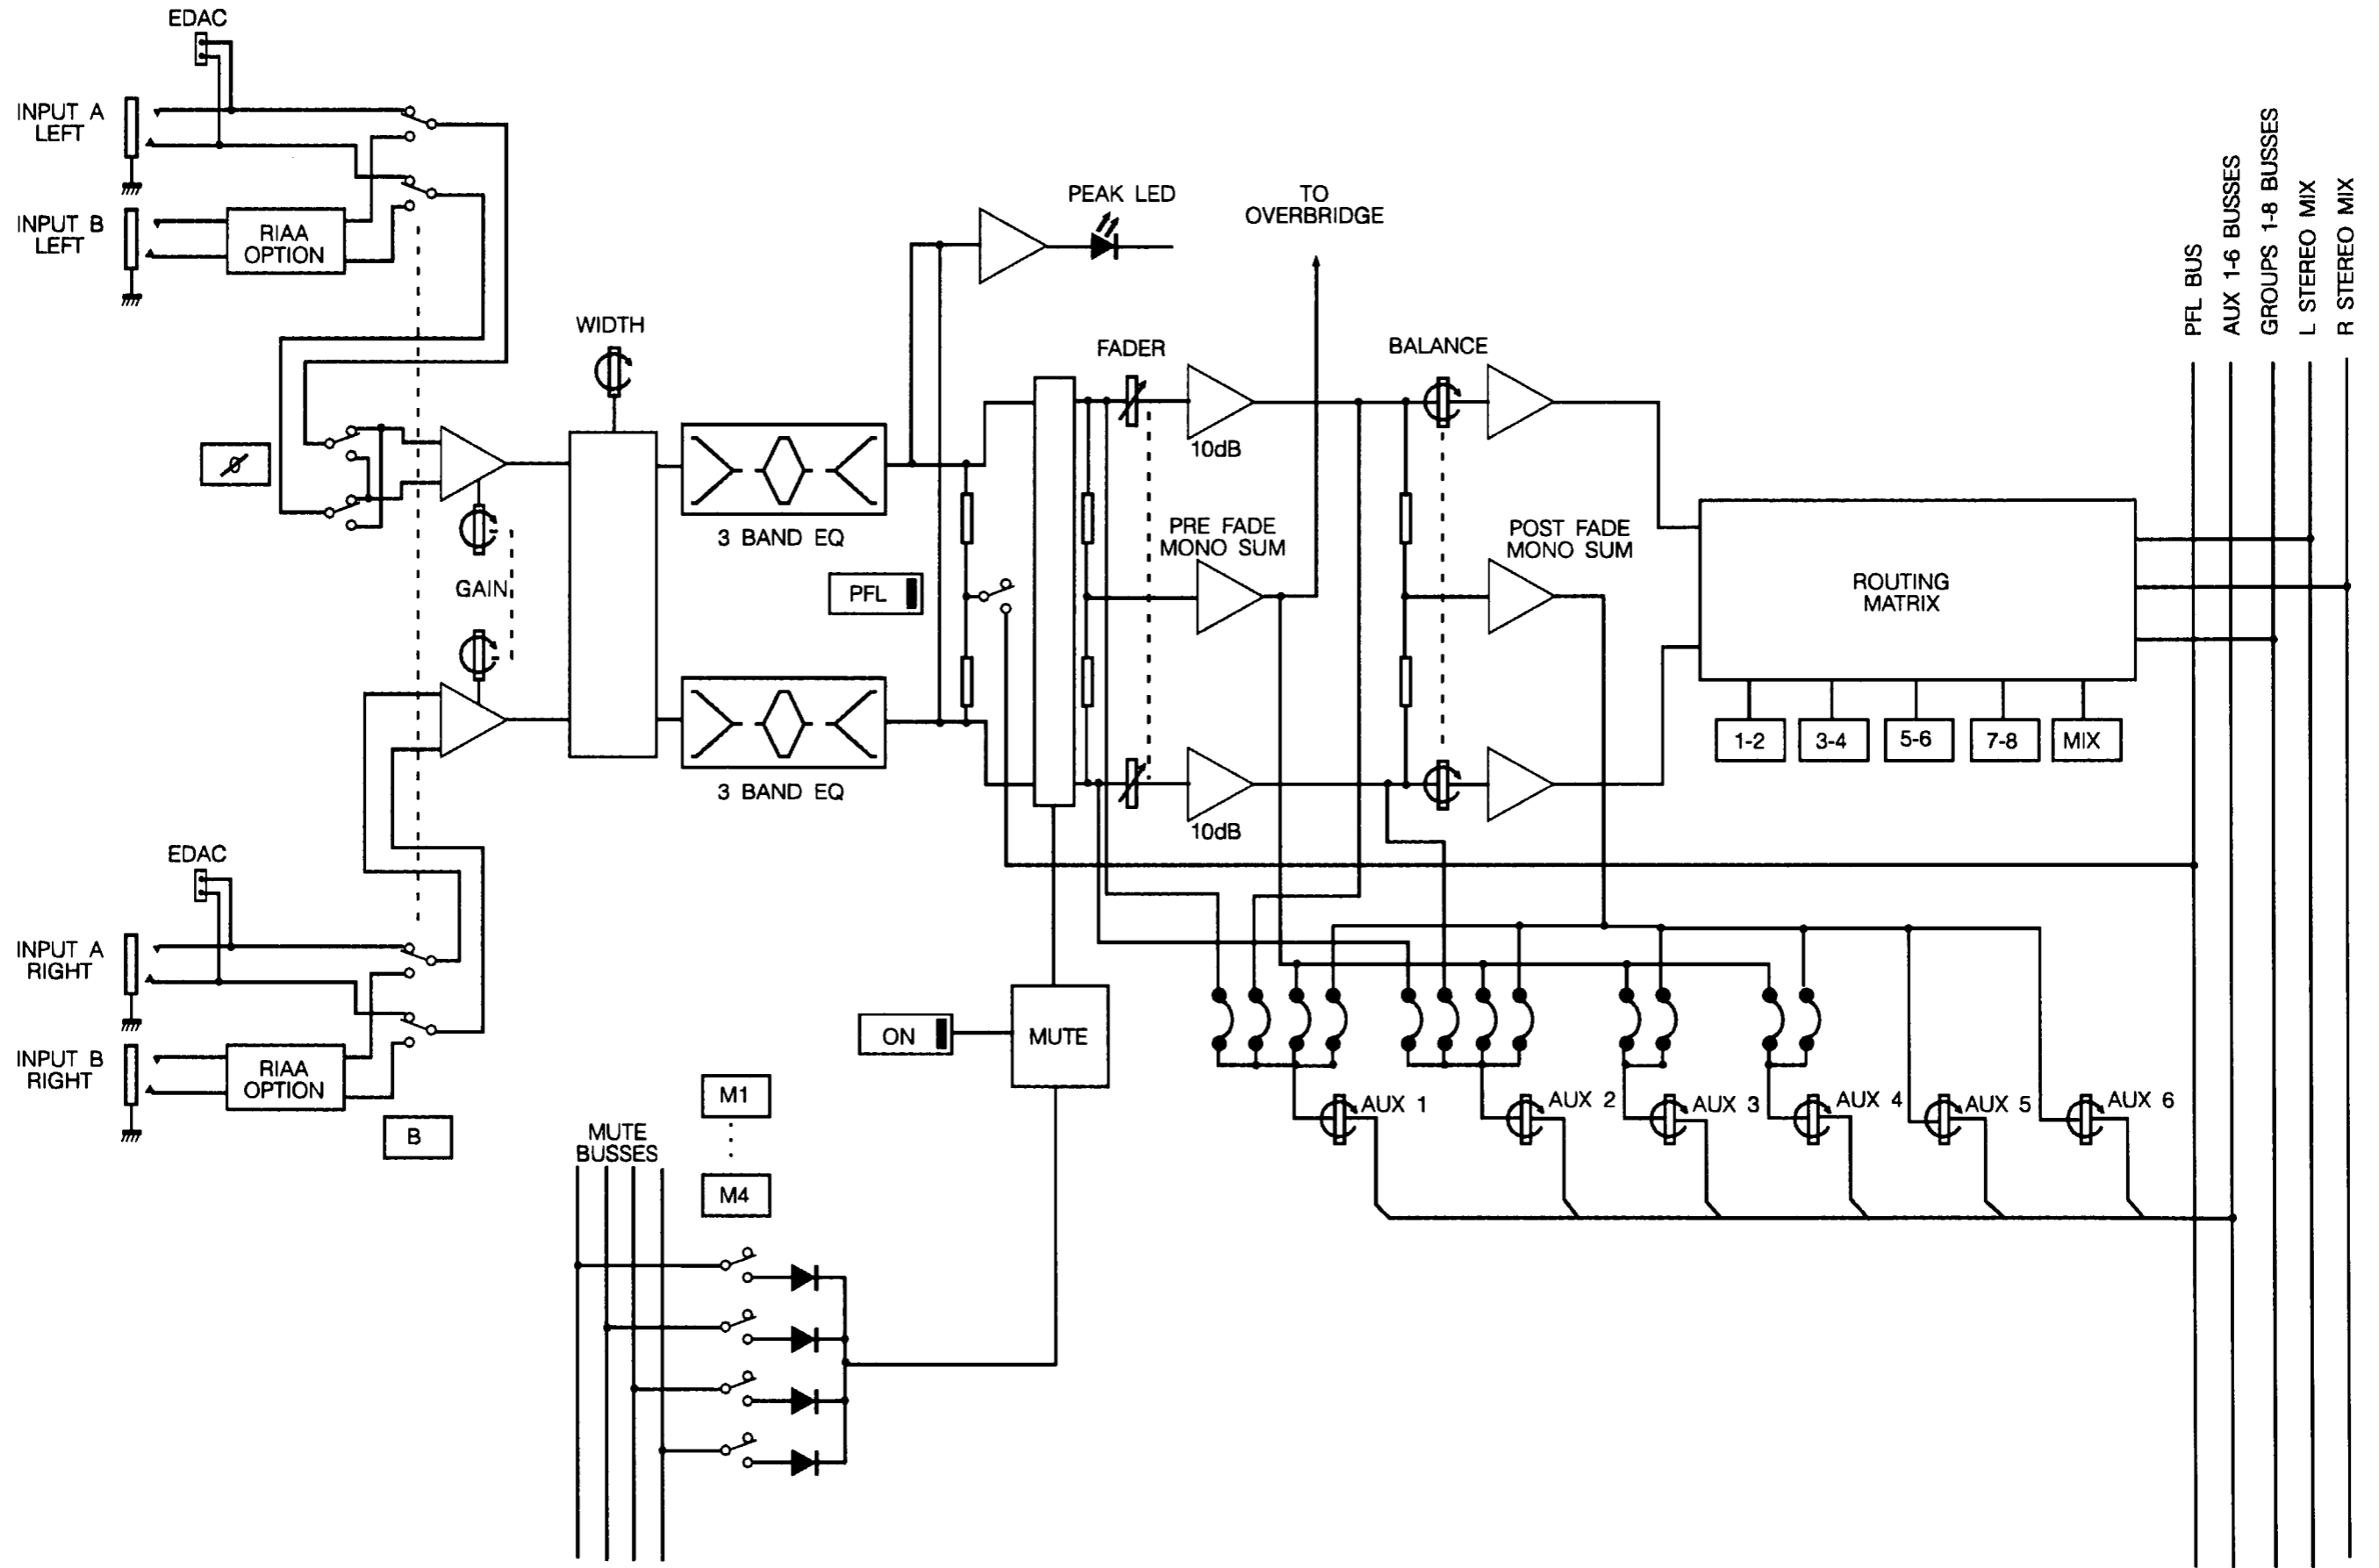 EDAC
INPUT A
LEFT
INPUT B
LEFT
RIAA
OPTION
WIDTH
PEAK LED
TO
OVERBRIDGE
FADER
BALANCE
PFL BUS
AUX 1-6 BUSSES
GROUPS 1-8 BUSSES
L STEREO MIX
R STEREO MIX
ø
GAIN
3 BAND EQ
10dB
PFL
PRE FADE
MONO SUM
POST FADE
MONO SUM
ROUTING
MATRIX
1-2
3-4
5-6
7-8
MIX
3 BAND EQ
10dB
EDAC
INPUT A
RIGHT
INPUT B
RIGHT
RIAA
OPTION
B
ON
MUTE
M1
M4
MUTE
BUSSES
AUX 1
AUX 2
AUX 3
AUX 4
AUX 5
AUX 6